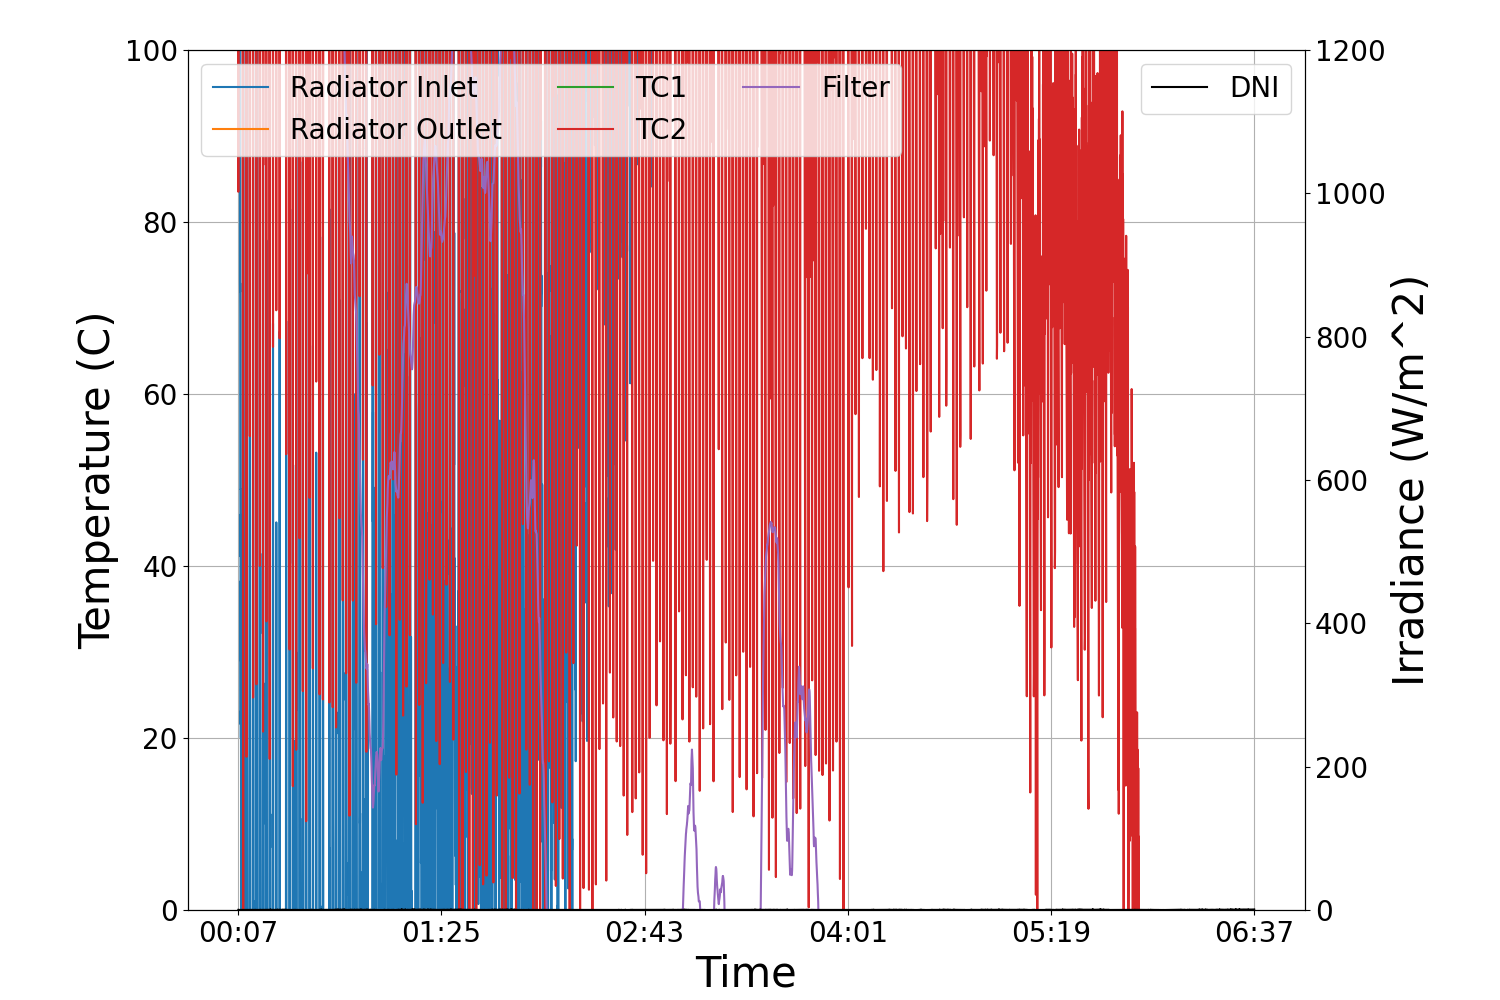 Radiator Inlet
Radiator Outlet
TC1
TC2
Filter
DNI
100
80
60
40
20
0
Temperature (C)
1200
1000
800
600
400
200
0
Irradiance (W/m^2)
00:07 01:25 02:43 04:01 05:19 06:37
Time